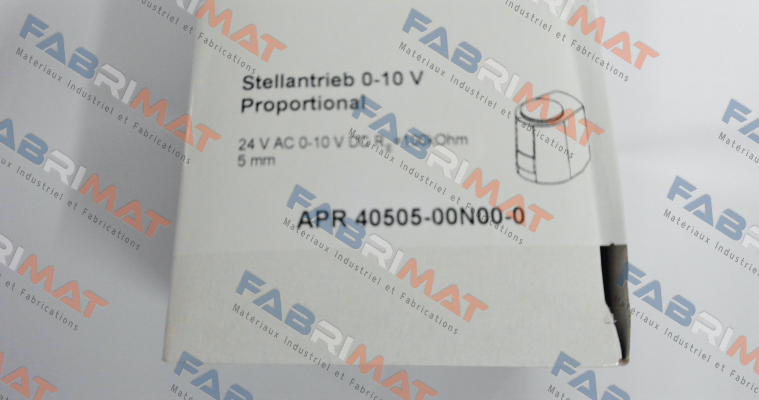 Stellantrieb 0-10 V
Proportional
24 V AC 0-10 V DC
5 mm
APR 40505-00N00-0
FABRIMAT
Matériaux Industriel et Fabrications